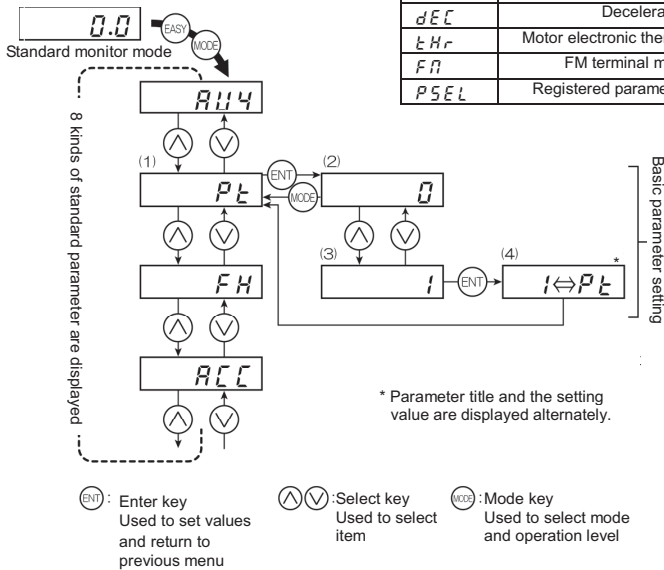 0.0
EASY
MODE
Standard monitor mode
dEC Decelera
tHr Motor electronic ther
FM FM terminal m
PSEL Registered parame
8 kinds of standard parameter are displayed
AU4
(1) Pt
ENT
MODE
(2) 0
(3) 1
ENT
(4) 1⇔Pt *
FH
ACC
Basic parameter setting
* Parameter title and the setting
value are displayed alternately.
ENT : Enter key
Used to set values
and return to
previous menu
:Select key
Used to select
item
MODE :Mode key
Used to select mode
and operation level